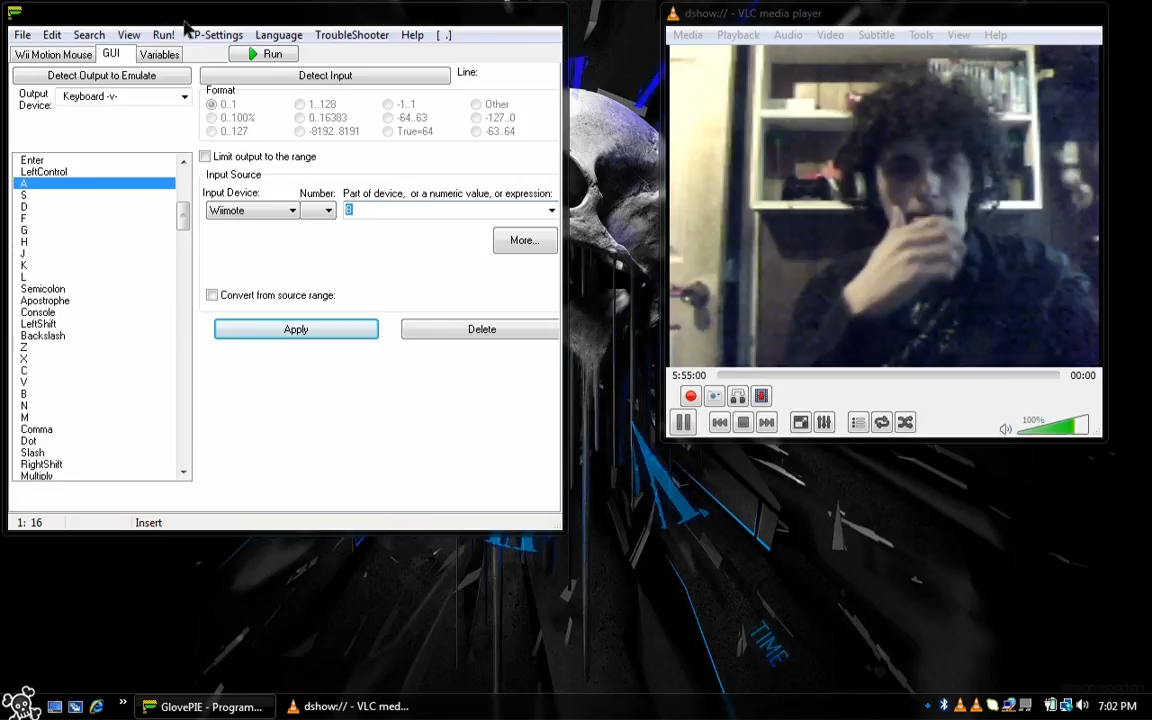 dshow:// - VLC media player
File Edit Search View Run! P-Settings Language TroubleShooter Help [ . ]
Media Playback Audio Video Subtitle Tools View Help
Wii Motion Mouse GUI Variables Run
Detect Output to Emulate Detect Input Line:
Output Device: Keyboard -v-
Format
0..1 1..128 -1..1 Other
0..100% 0..16383 -64..63 -127..0
0..127 -8192..8191 True=64 -63..64
Limit output to the range
Input Source
Input Device: Number: Part of device, or a numeric value, or expression:
Wiimote
More...
Convert from source range:
Apply Delete
Enter
LeftControl
A
S
D
F
G
H
J
K
L
Semicolon
Apostrophe
Console
LeftShift
Backslash
Z
X
C
V
B
N
M
Comma
Dot
Slash
RightShift
Multiply
1: 16 Insert
5:55:00 00:00
100%
TIME
GlovePIE - Program... dshow:// - VLC med... 7:02 PM